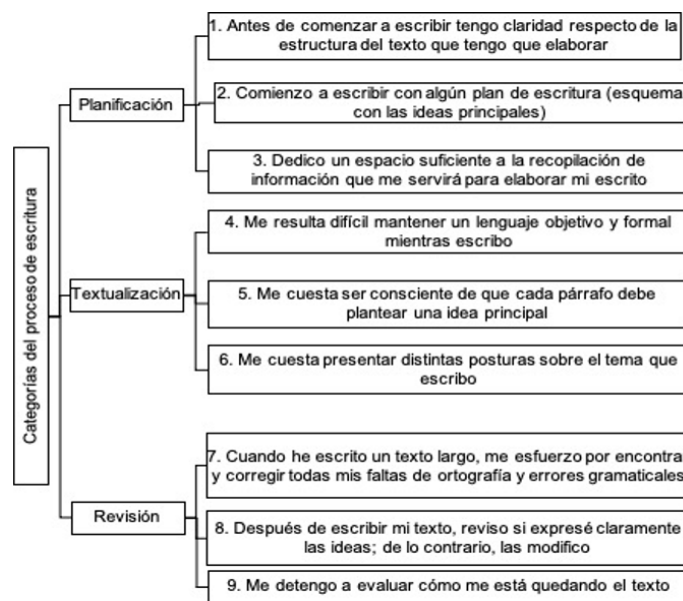 Categorías del proceso de escritura
Planificación
1. Antes de comenzar a escribir tengo claridad respecto de la
estructura del texto que tengo que elaborar
2. Comienzo a escribir con algún plan de escritura (esquema
con las ideas principales)
3. Dedico un espacio suficiente a la recopilación de
información que me servirá para elaborar mi escrito
Textualización
4. Me resulta difícil mantener un lenguaje objetivo y formal
mientras escribo
5. Me cuesta ser consciente de que cada párrafo debe
plantear una idea principal
6. Me cuesta presentar distintas posturas sobre el tema que
escribo
Revisión
7. Cuando he escrito un texto largo, me esfuerzo por encontra
y corregir todas mis faltas de ortografía y errores gramaticales
8. Después de escribir mi texto, reviso si expresé claramente
las ideas; de lo contrario, las modifico
9. Me detengo a evaluar cómo me está quedando el texto